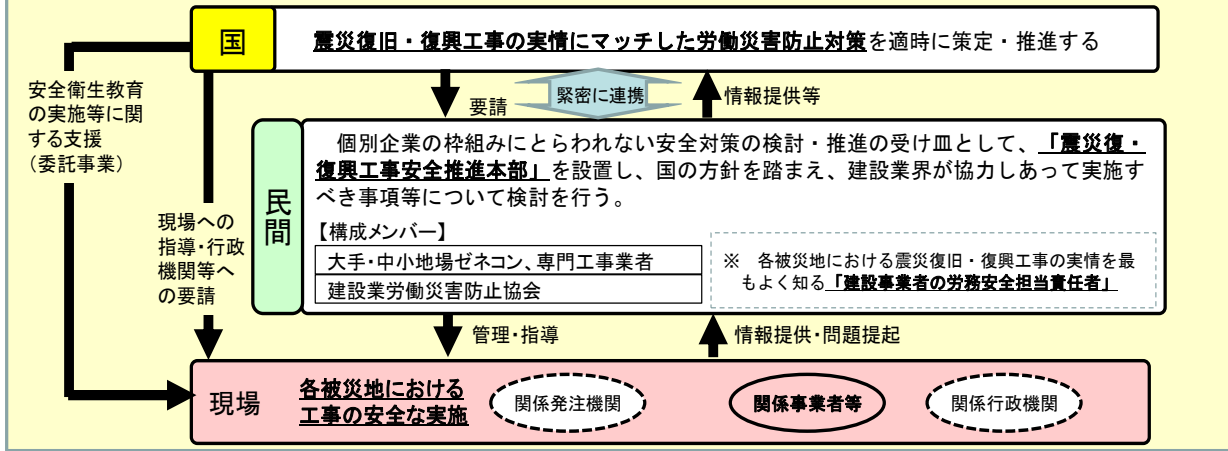 国
震災復旧・復興工事の実情にマッチした労働災害防止対策を適時に策定・推進する
安全衛生教育
の実施等に関
する支援
（委託事業）
要請
緊密に連携
情報提供等
現場への
指導・行政
機関等へ
の要請
民間
個別企業の枠組みにとらわれない安全対策の検討・推進の受け皿として、「震災復・
復興工事安全推進本部」を設置し、国の方針を踏まえ、建設業界が協力しあって実施す
べき事項等について検討を行う。
【構成メンバー】
大手・中小地場ゼネコン、専門工事業者
建設業労働災害防止協会
※　各被災地における震災復旧・復興工事の実情を最
もよく知る「建設事業者の労務安全担当責任者」
管理・指導
情報提供・問題提起
現場
各被災地における
工事の安全な実施
関係発注機関
関係事業者等
関係行政機関